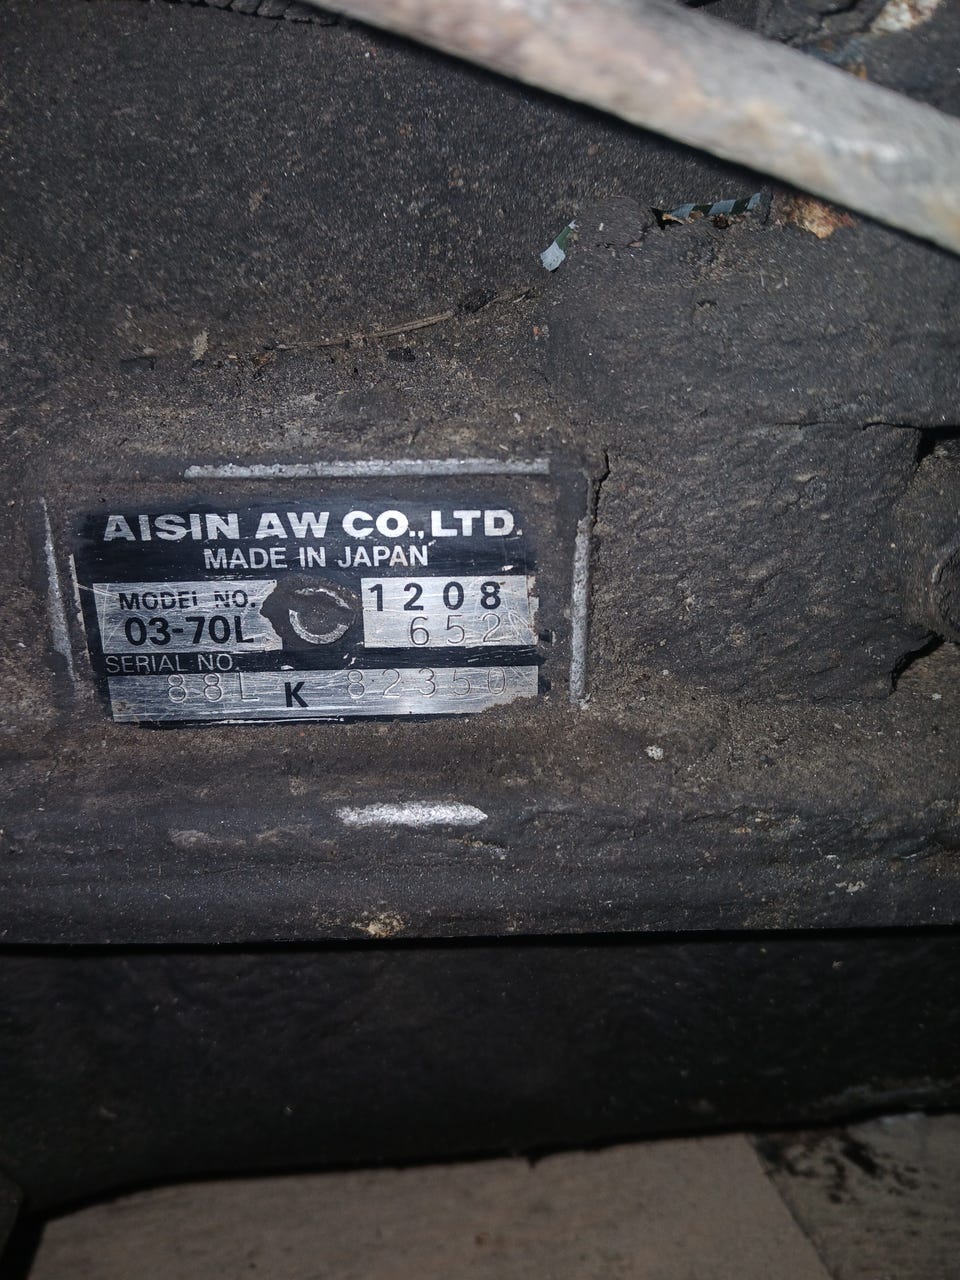 AISIN AW CO.,LTD.
MADE IN JAPAN
MODEL NO.
1208
03-70L
652
SERIAL NO.
88L K 82350